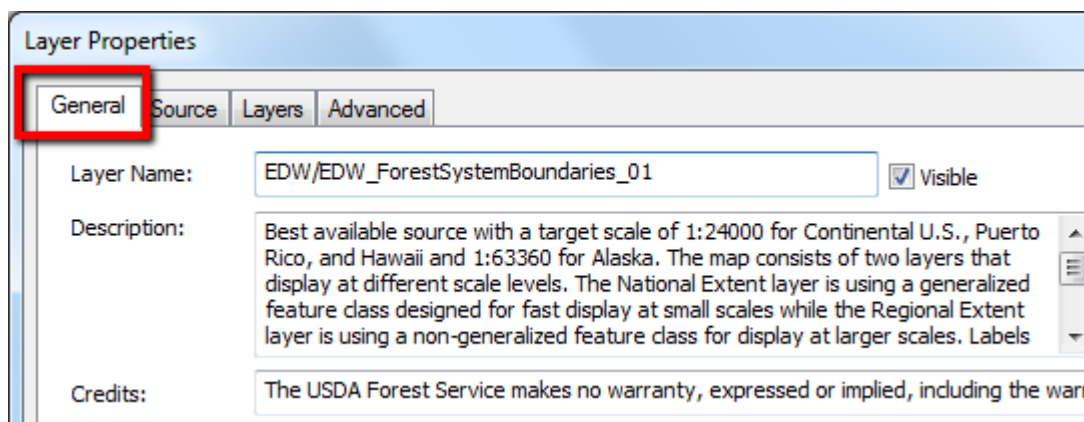 Layer Properties
General Source Layers Advanced
Layer Name: EDW/EDW_ForestSystemBoundaries_01 Visible
Description: Best available source with a target scale of 1:24000 for Continental U.S., Puerto
Rico, and Hawaii and 1:63360 for Alaska. The map consists of two layers that
display at different scale levels. The National Extent layer is using a generalized
feature class designed for fast display at small scales while the Regional Extent
layer is using a non-generalized feature class for display at larger scales. Labels
Credits: The USDA Forest Service makes no warranty, expressed or implied, including the